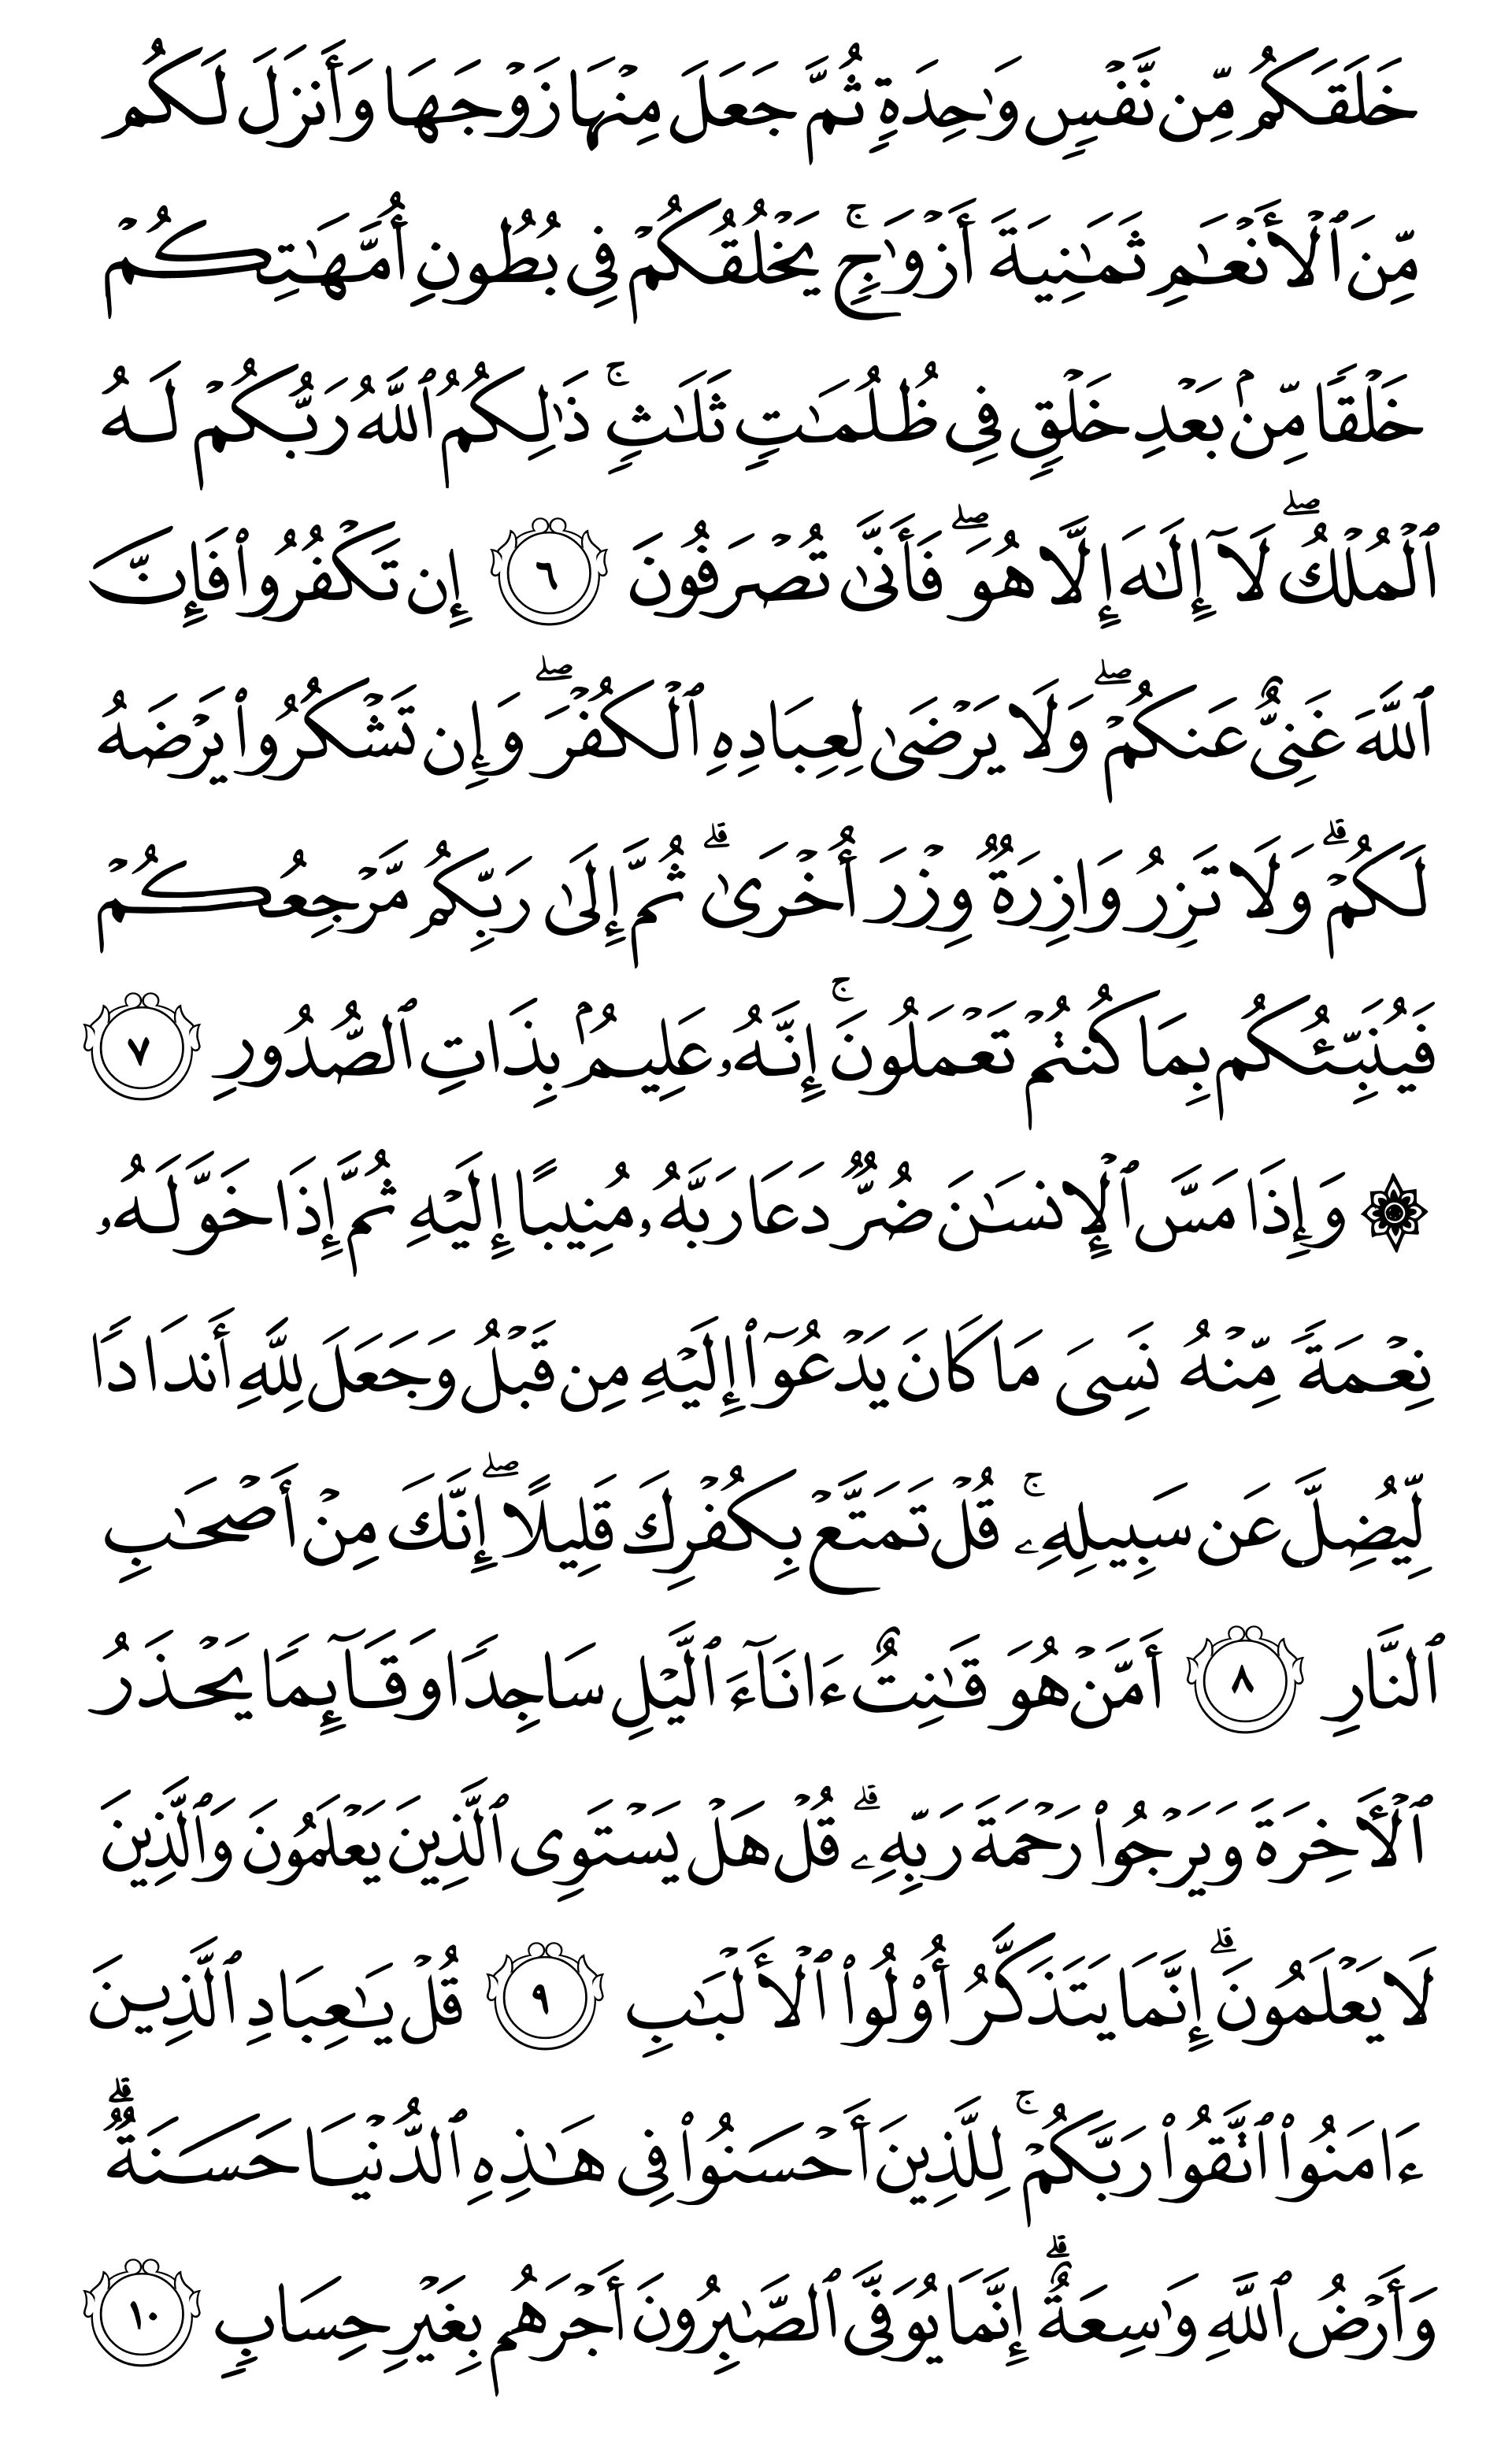 خَلَقَكُم مِّن نَّفۡسٖ وَٰحِدَةٖ ثُمَّ جَعَلَ مِنۡهَا زَوۡجَهَا وَأَنزَلَ لَكُم
مِّنَ ٱلۡأَنۡعَٰمِ ثَمَٰنِيَةَ أَزۡوَٰجٖۚ يَخۡلُقُكُمۡ فِي بُطُونِ أُمَّهَٰتِكُمۡ
خَلۡقٗا مِّنۢ بَعۡدِ خَلۡقٖ فِي ظُلُمَٰتٖ ثَلَٰثٖۚ ذَٰلِكُمُ ٱللَّهُ رَبُّكُمۡ لَهُ
ٱلۡمُلۡكُۖ لَآ إِلَٰهَ إِلَّا هُوَۖ فَأَنَّىٰ تُصۡرَفُونَ ٦ إِن تَكۡفُرُواْ فَإِنَّ
ٱللَّهَ غَنِيٌّ عَنكُمۡۖ وَلَا يَرۡضَىٰ لِعِبَادِهِ ٱلۡكُفۡرَۖ وَإِن تَشۡكُرُواْ يَرۡضَهُ
لَكُمۡۗ وَلَا تَزِرُ وَازِرَةٞ وِزۡرَ أُخۡرَىٰۗ ثُمَّ إِلَىٰ رَبِّكُم مَّرۡجِعُكُمۡ
فَيُنَبِّئُكُم بِمَا كُنتُمۡ تَعۡمَلُونَۚ إِنَّهُۥ عَلِيمُۢ بِذَاتِ ٱلصُّدُورِ ٧
۞ وَإِذَا مَسَّ ٱلۡإِنسَٰنَ ضُرّٞ دَعَا رَبَّهُۥ مُنِيبًا إِلَيۡهِ ثُمَّ إِذَا خَوَّلَهُۥ
نِعۡمَةٗ مِّنۡهُ نَسِيَ مَا كَانَ يَدۡعُوٓاْ إِلَيۡهِ مِن قَبۡلُ وَجَعَلَ لِلَّهِ أَندَادٗا
لِّيُضِلَّ عَن سَبِيلِهِۦۚ قُلۡ تَمَتَّعۡ بِكُفۡرِكَ قَلِيلًا إِنَّكَ مِنۡ أَصۡحَٰبِ
ٱلنَّارِ ٨ أَمَّنۡ هُوَ قَٰنِتٌ ءَانَآءَ ٱلَّيۡلِ سَاجِدٗا وَقَآئِمٗا يَحۡذَرُ
ٱلۡأٓخِرَةَ وَيَرۡجُواْ رَحۡمَةَ رَبِّهِۦۗ قُلۡ هَلۡ يَسۡتَوِي ٱلَّذِينَ يَعۡلَمُونَ وَٱلَّذِينَ
لَا يَعۡلَمُونَۗ إِنَّمَا يَتَذَكَّرُ أُوْلُواْ ٱلۡأَلۡبَٰبِ ٩ قُلۡ يَٰعِبَادِ ٱلَّذِينَ
ءَامَنُواْ ٱتَّقُواْ رَبَّكُمۡۚ لِلَّذِينَ أَحۡسَنُواْ فِي هَٰذِهِ ٱلدُّنۡيَا حَسَنَةٞۗ
وَأَرۡضُ ٱللَّهِ وَٰسِعَةٌۗ إِنَّمَا يُوَفَّى ٱلصَّٰبِرُونَ أَجۡرَهُم بِغَيۡرِ حِسَابٖ ١٠